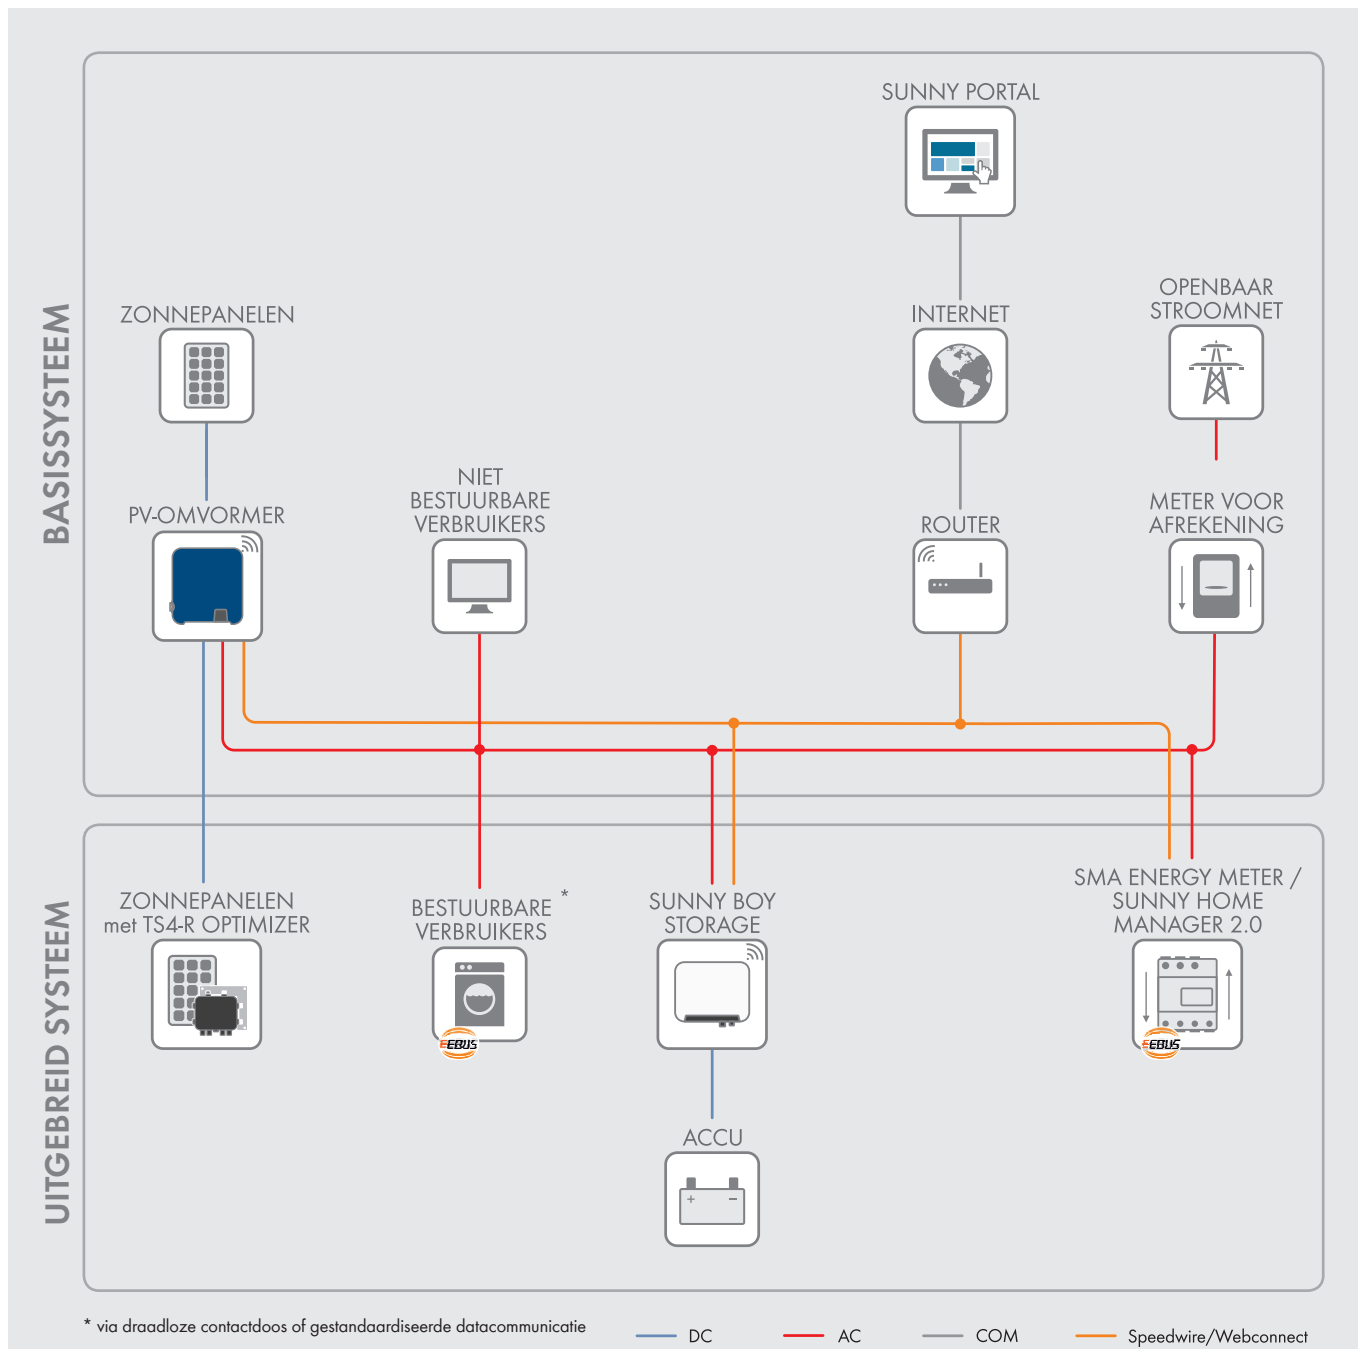 BASISSYSTEEM
SUNNY PORTAL
ZONNEPANELEN
INTERNET
OPENBAAR
STROOMNET
PV-OMVORMER
NIET
BESTUURBARE
VERBRUIKERS
ROUTER
METER VOOR
AFREKENING
UITGEBREID SYSTEEM
ZONNEPANELEN
met TS4-R OPTIMIZER
BESTUURBARE *
VERBRUIKERS
EEBUS
SUNNY BOY
STORAGE
SMA ENERGY METER /
SUNNY HOME
MANAGER 2.0
EEBUS
ACCU
+ −
* via draadloze contactdoos of gestandaardiseerde datacommunicatie
DC
AC
COM
Speedwire/Webconnect